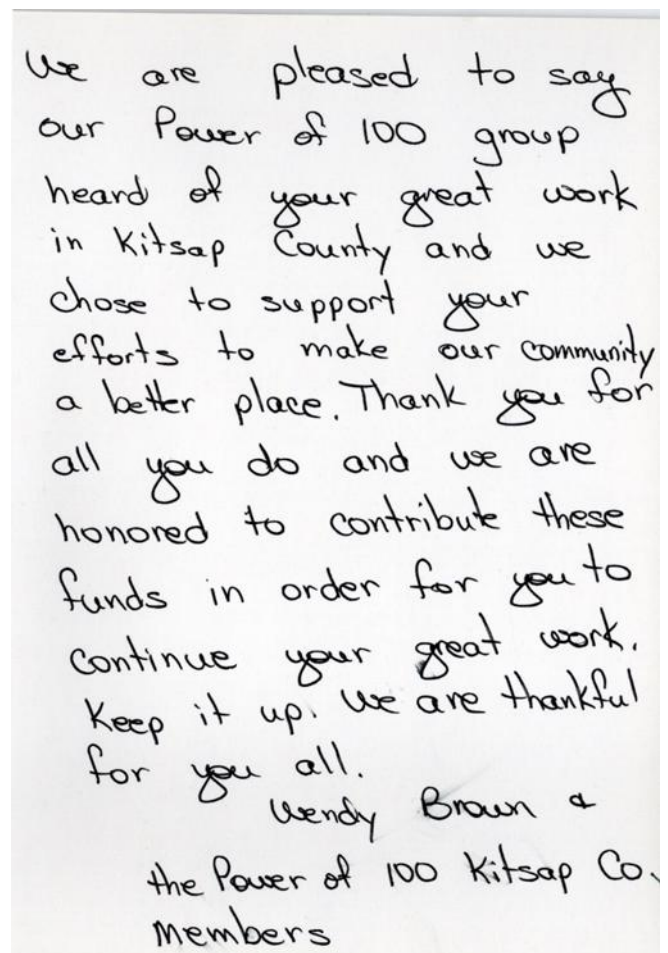 We are pleased to say
our Power of 100 group
heard of your great work
in Kitsap County and we
chose to support your
efforts to make our community
a better place. Thank you for
all you do and we are
honored to contribute these
funds in order for you to
continue your great work.
Keep it up. We are thankful
for you all.
Wendy Brown &
the Power of 100 Kitsap Co.
Members